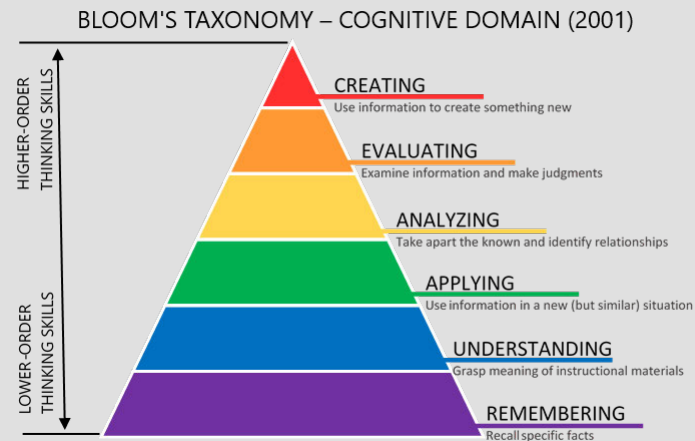 BLOOM'S TAXONOMY – COGNITIVE DOMAIN (2001)
HIGHER-ORDER
THINKING SKILLS
CREATING
Use information to create something new
EVALUATING
Examine information and make judgments
ANALYZING
Take apart the known and identify relationships
APPLYING
Use information in a new (but similar) situation
LOWER-ORDER
THINKING SKILLS
UNDERSTANDING
Grasp meaning of instructional materials
REMEMBERING
Recall specific facts